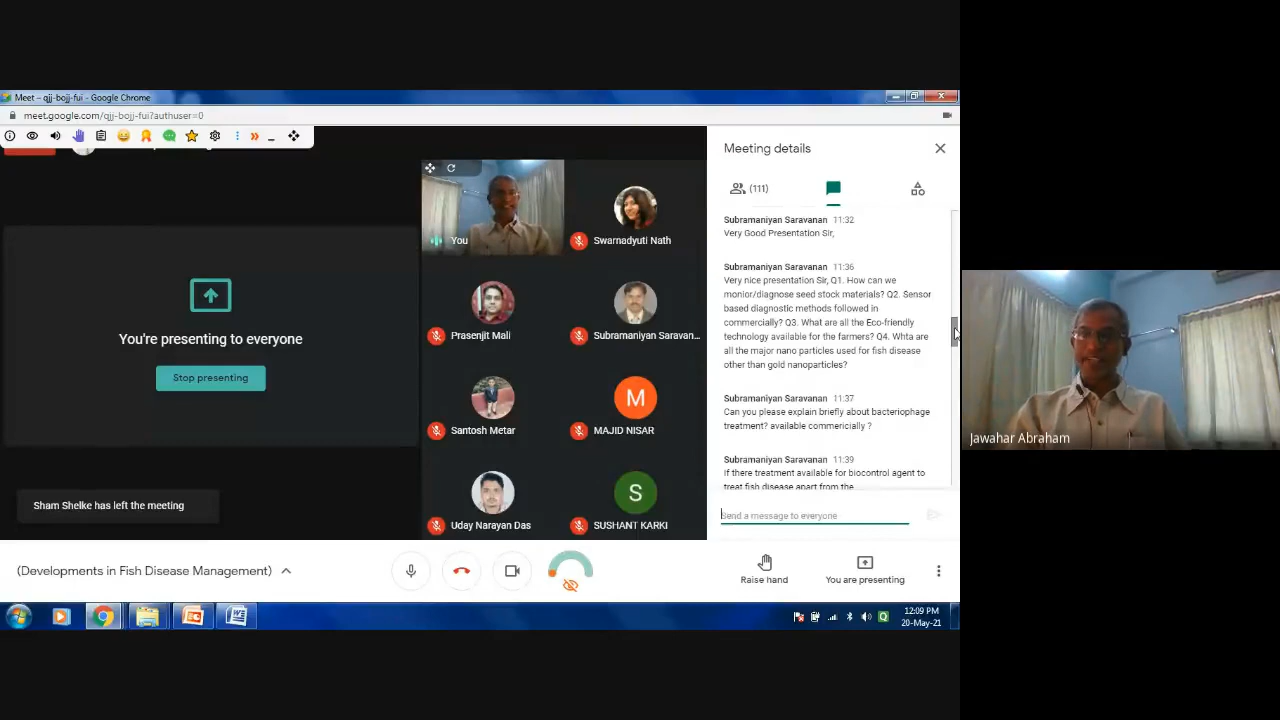 Meet – qjj-bojj-fui - Google Chrome
meet.google.com/qjj-bojj-fui?authuser=0
You're presenting to everyone
Stop presenting
Sham Shelke has left the meeting
You
Swarnadyuti Nath
Prasenjit Mali
Subramaniyan Saravan...
Santosh Metar
M
MAJID NISAR
Uday Narayan Das
S
SUSHANT KARKI
Meeting details
(111)
Subramaniyan Saravanan 11:32
Very Good Presentation Sir,
Subramaniyan Saravanan 11:36
Very nice presentation Sir, Q1. How can we
monior/diagnose seed stock materials? Q2. Sensor
based diagnostic methods followed in
commercially? Q3. What are all the Eco-friendly
technology available for the farmers? Q4. Whta are
all the major nano particles used for fish disease
other than gold nanoparticles?
Subramaniyan Saravanan 11:37
Can you please explain briefly about bacteriophage
treatment? available commercially ?
Subramaniyan Saravanan 11:39
If there treatment available for biocontrol agent to
treat fish disease apart from the
Send a message to everyone
(Developments in Fish Disease Management)
Raise hand
You are presenting
12:09 PM
20-May-21
Jawahar Abraham